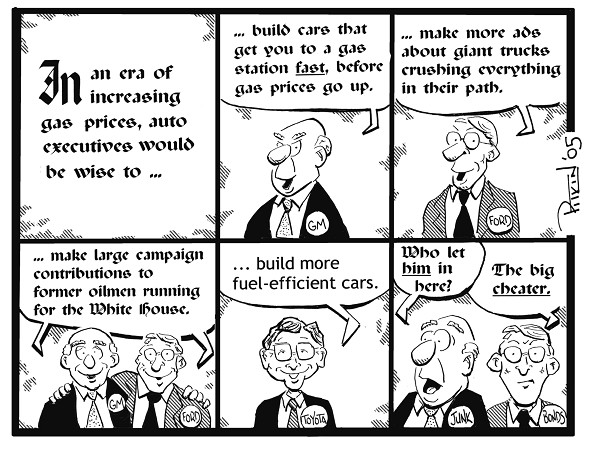 In an era of
increasing
gas prices, auto
executives would
be wise to ...
... build cars that
get you to a gas
station fast, before
gas prices go up.
GM
... make more ads
about giant trucks
crushing everything
in their path.
FORD
... make large campaign
contributions to
former oilmen running
for the White House.
GM
FORD
... build more
fuel-efficient cars.
TOYOTA
Who let
him in
here?
The big
cheater.
JUNK
BONDS
'05